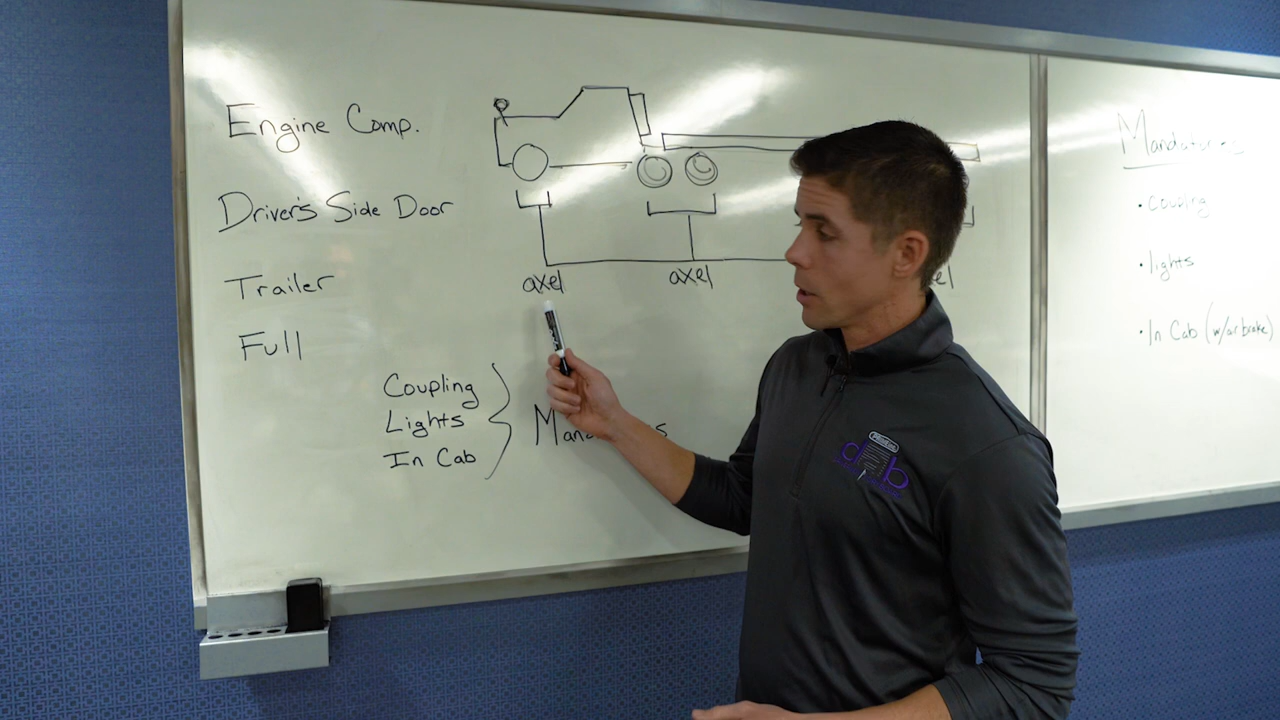 Engine Comp.
Driver's Side Door
Trailer
Full
axel
axel
Coupling
Lights
In Cab
• coupling
• lights
• In Cab (w/air brake)